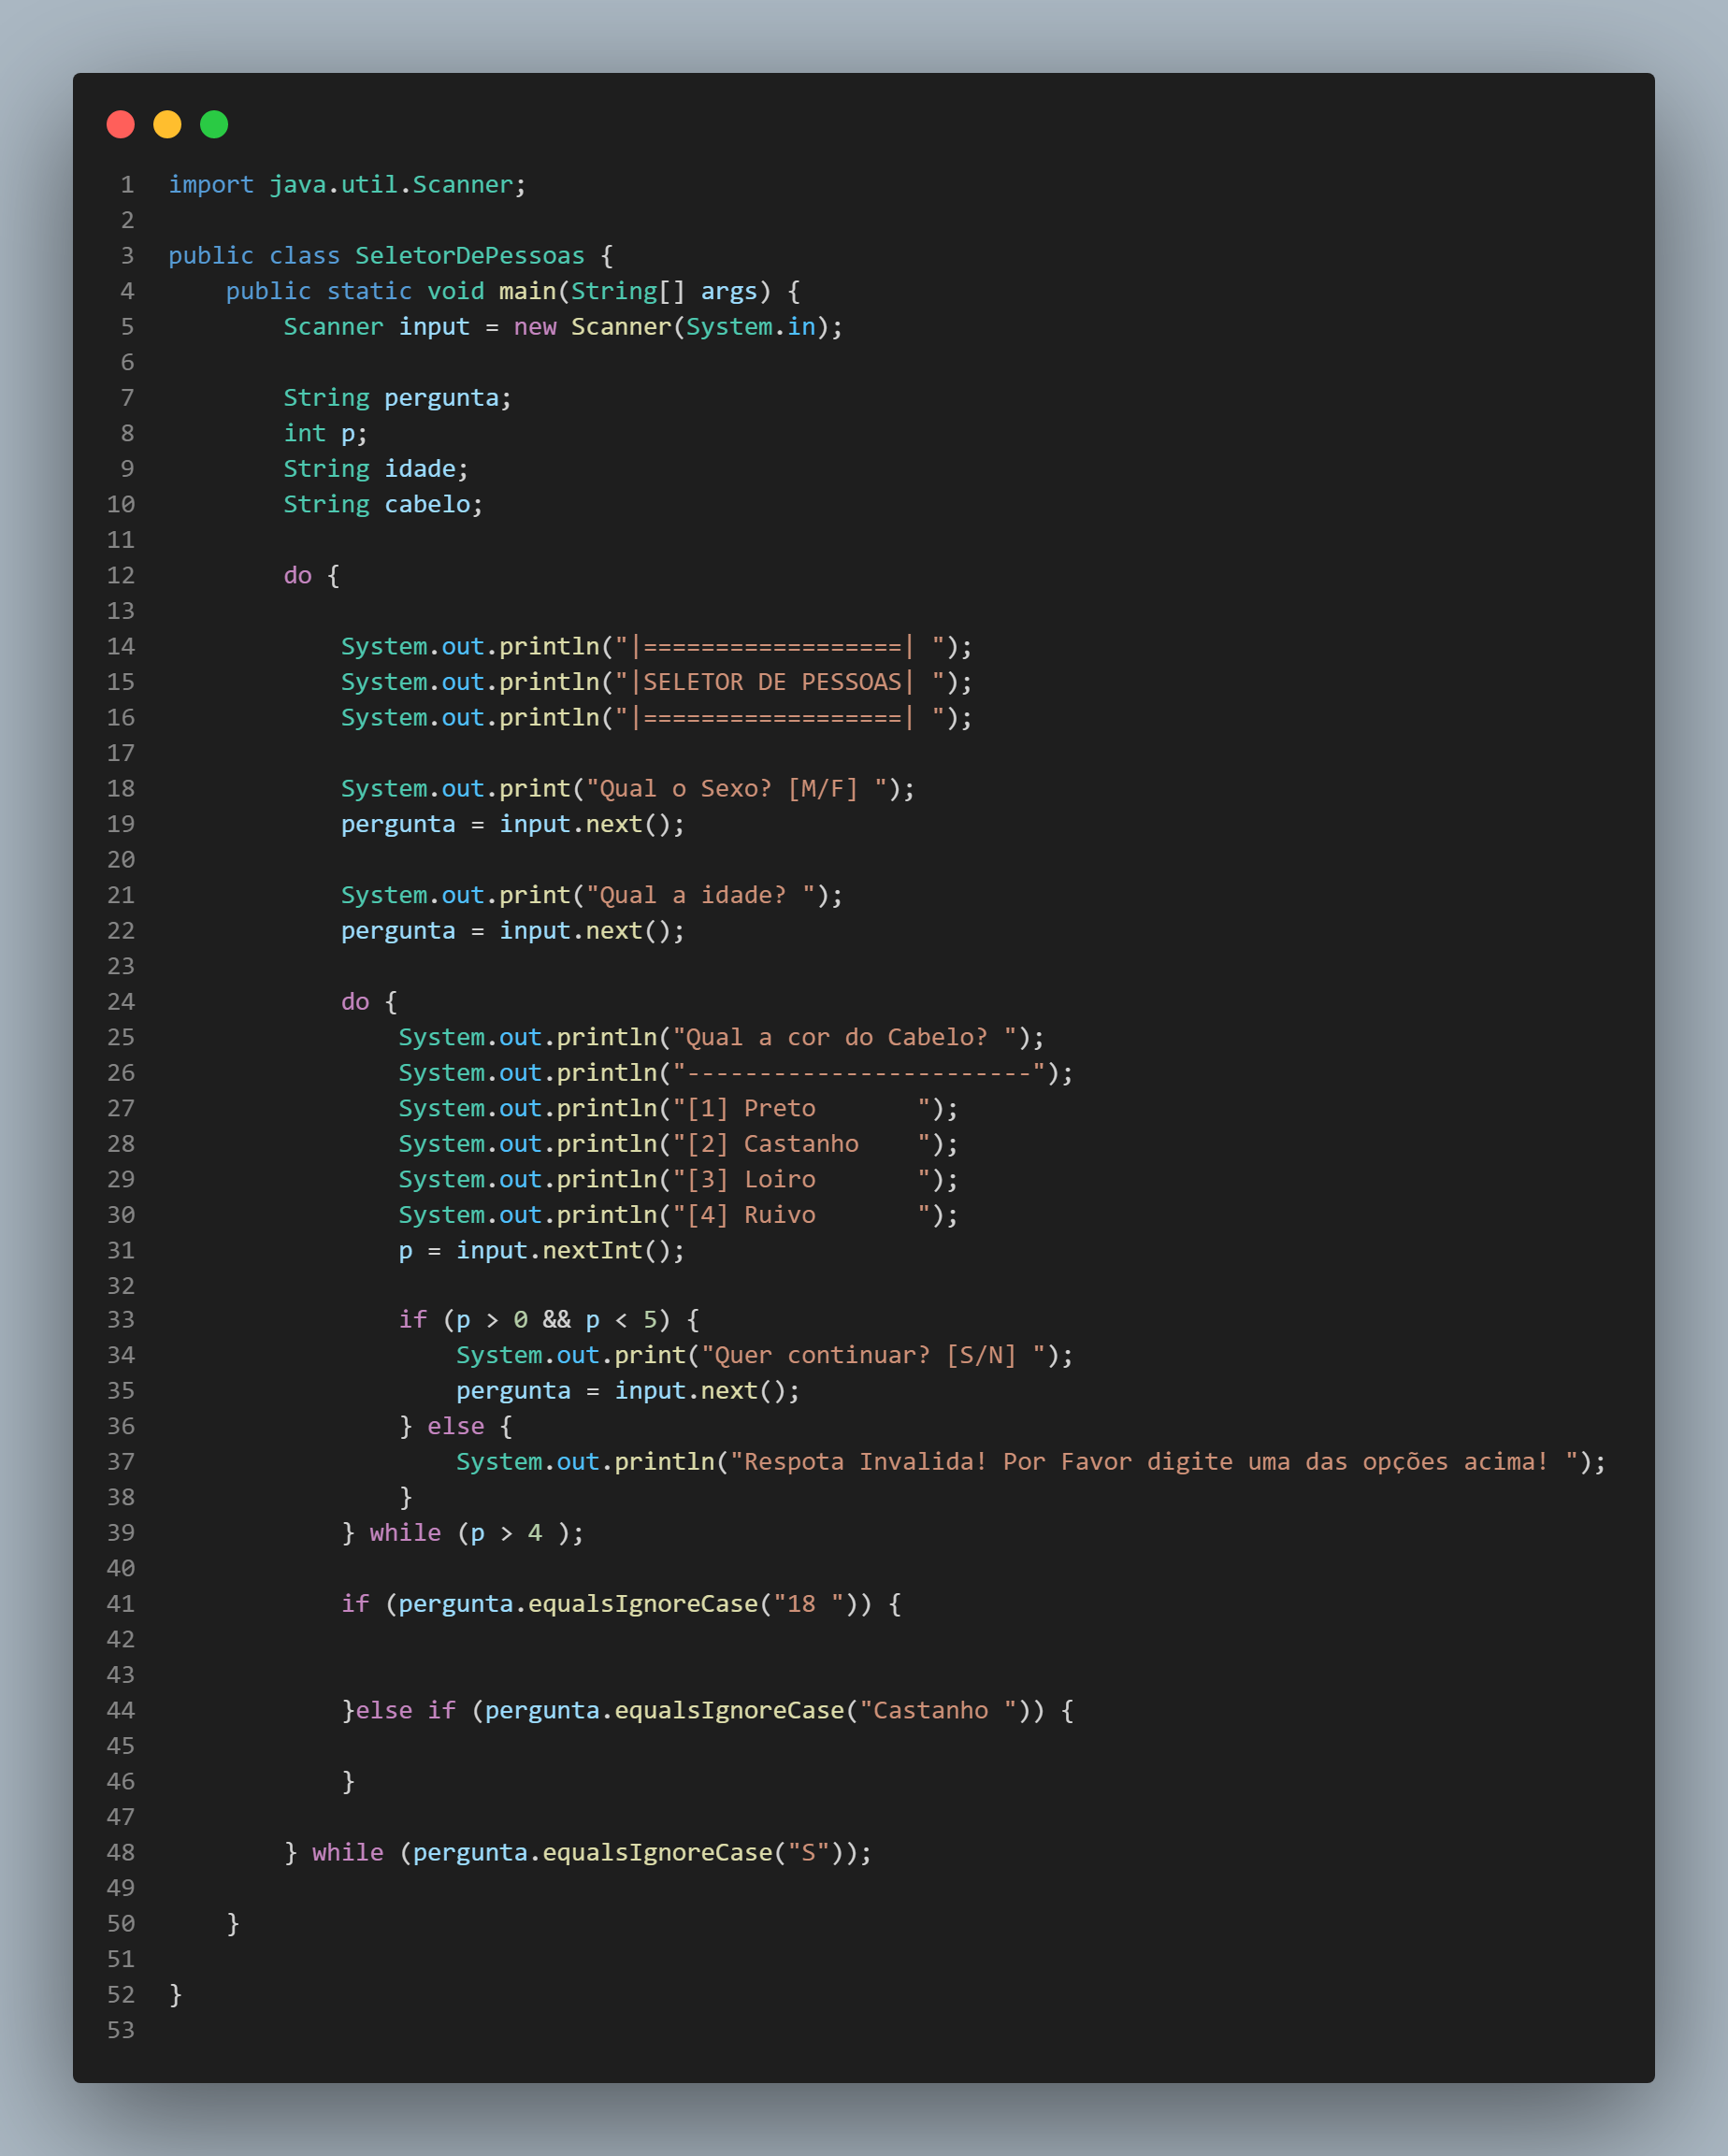 1 import java.util.Scanner;
2
3 public class SeletorDePessoas {
4     public static void main(String[] args) {
5         Scanner input = new Scanner(System.in);
6
7         String pergunta;
8         int p;
9         String idade;
10         String cabelo;
11
12         do {
13
14             System.out.println("|==================| ");
15             System.out.println("|SELETOR DE PESSOAS| ");
16             System.out.println("|==================| ");
17
18             System.out.print("Qual o Sexo? [M/F] ");
19             pergunta = input.next();
20
21             System.out.print("Qual a idade? ");
22             pergunta = input.next();
23
24             do {
25                 System.out.println("Qual a cor do Cabelo? ");
26                 System.out.println("------------------------");
27                 System.out.println("[1] Preto       ");
28                 System.out.println("[2] Castanho    ");
29                 System.out.println("[3] Loiro       ");
30                 System.out.println("[4] Ruivo       ");
31                 p = input.nextInt();
32
33                 if (p > 0 && p < 5) {
34                     System.out.print("Quer continuar? [S/N] ");
35                     pergunta = input.next();
36                 } else {
37                     System.out.println("Respota Invalida! Por Favor digite uma das opções acima! ");
38                 }
39             } while (p > 4 );
40
41             if (pergunta.equalsIgnoreCase("18 ")) {
42
43
44             }else if (pergunta.equalsIgnoreCase("Castanho ")) {
45
46             }
47
48         } while (pergunta.equalsIgnoreCase("S"));
49
50     }
51
52 }
53